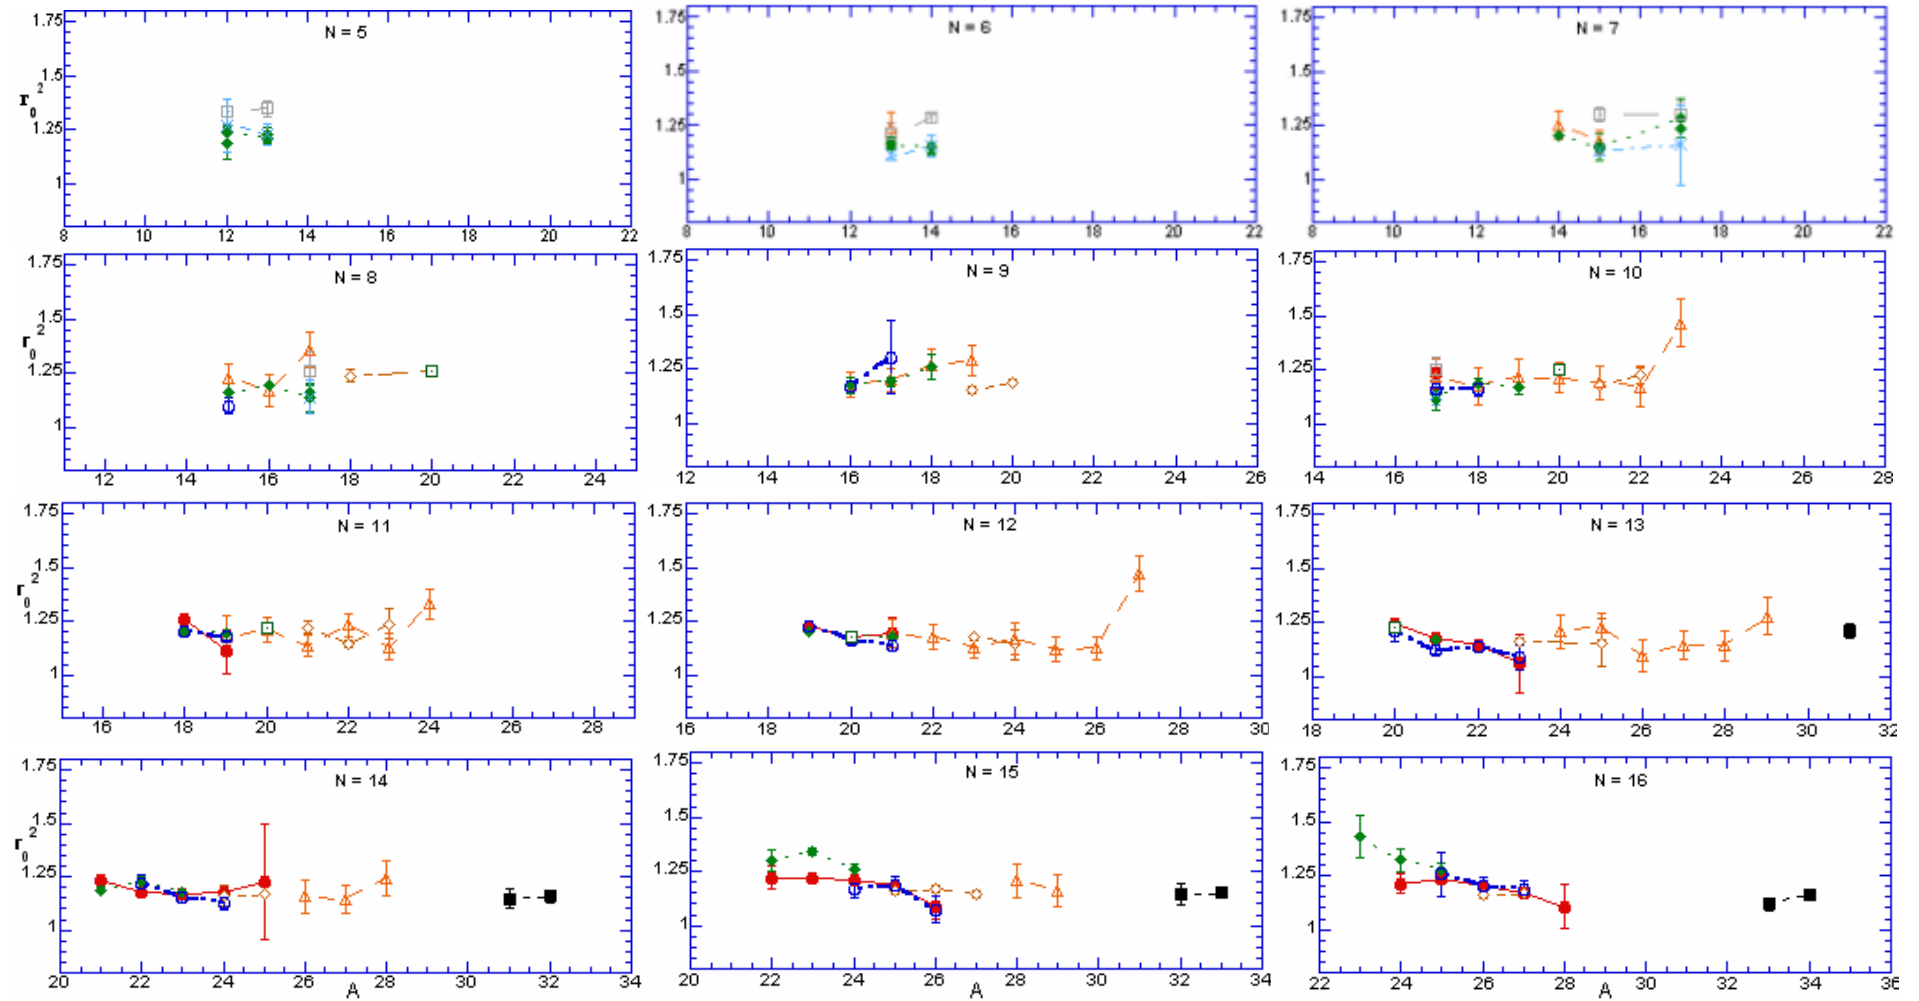 N = 5
N = 6
N = 7
1.75 1.5 1.25 1
1.75 1.5 1.25 1
1.75 1.5 1.25 1
r₀²
8 10 12 14 16 18 20 22
8 10 12 14 16 18 20 22
8 10 12 14 16 18 20 22
N = 8
N = 9
N = 10
1.75 1.5 1.25 1
1.75 1.5 1.25 1
1.75 1.5 1.25 1
r₀²
12 14 16 18 20 22 24
12 14 16 18 20 22 24 26
14 16 18 20 22 24 26 28
N = 11
N = 12
N = 13
1.75 1.5 1.25 1
1.75 1.5 1.25 1
1.75 1.5 1.25 1
r₀²
16 18 20 22 24 26 28
16 18 20 22 24 26 28 30
18 20 22 24 26 28 30 32
N = 14
N = 15
N = 16
1.75 1.5 1.25 1
1.75 1.5 1.25 1
1.75 1.5 1.25 1
r₀²
20 22 24 26 28 30 32 34
20 22 24 26 28 30 32 34
22 24 26 28 30 32 34 36
A
A
A